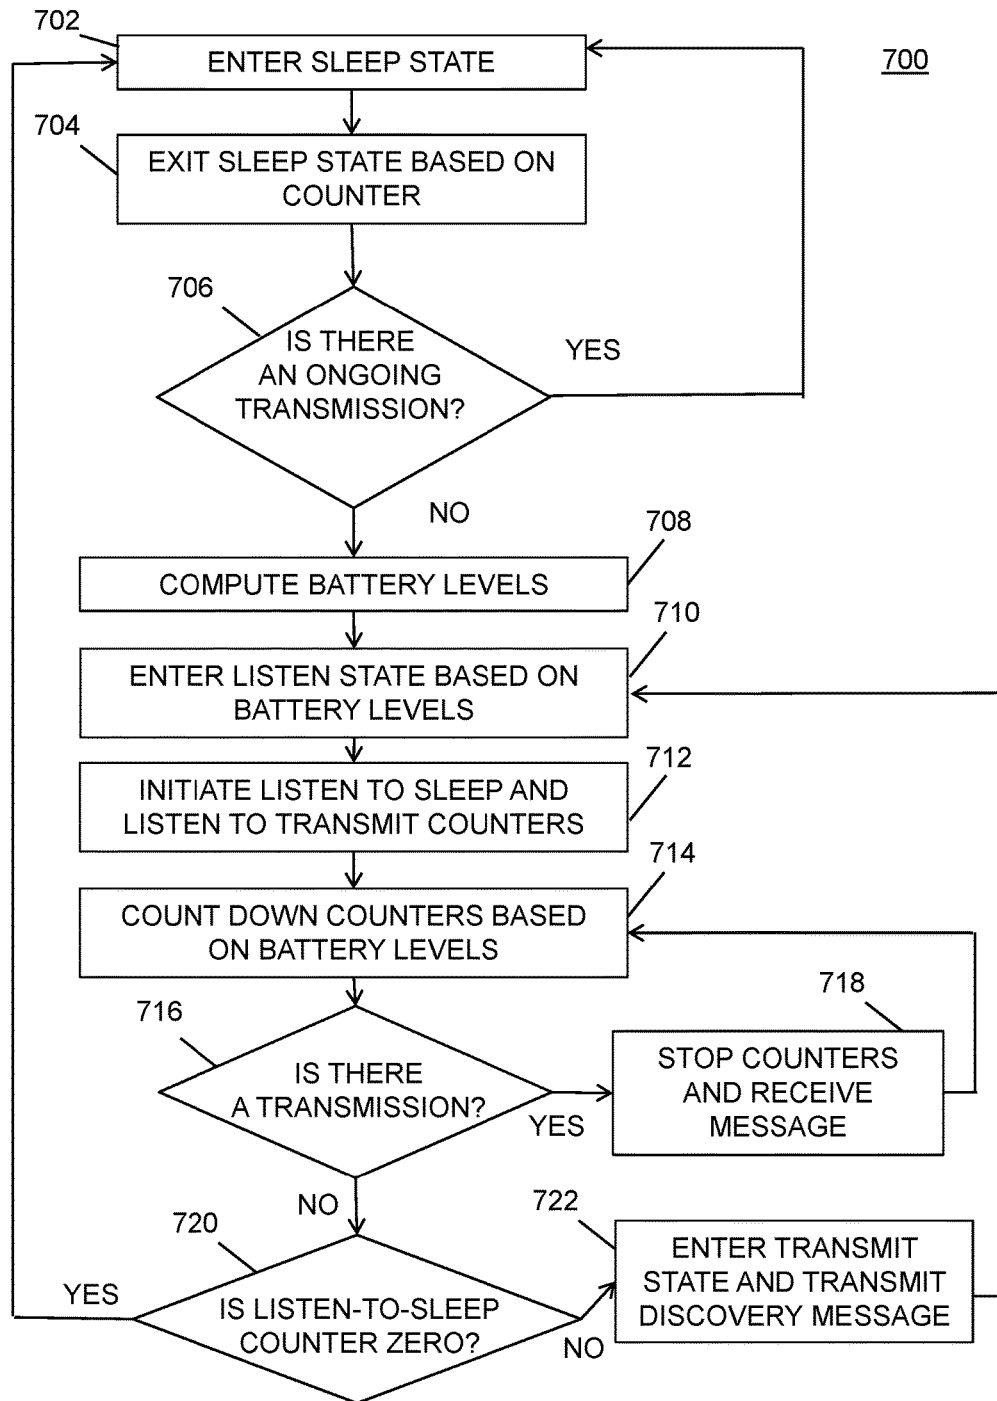 702
ENTER SLEEP STATE
700
704
EXIT SLEEP STATE BASED ON
COUNTER
706
IS THERE
AN ONGOING
TRANSMISSION?
YES
NO
708
COMPUTE BATTERY LEVELS
710
ENTER LISTEN STATE BASED ON
BATTERY LEVELS
712
INITIATE LISTEN TO SLEEP AND
LISTEN TO TRANSMIT COUNTERS
714
COUNT DOWN COUNTERS BASED
ON BATTERY LEVELS
716
IS THERE
A TRANSMISSION?
YES
718
STOP COUNTERS
AND RECEIVE
MESSAGE
NO
720
IS LISTEN-TO-SLEEP
COUNTER ZERO?
YES
NO
722
ENTER TRANSMIT
STATE AND TRANSMIT
DISCOVERY MESSAGE